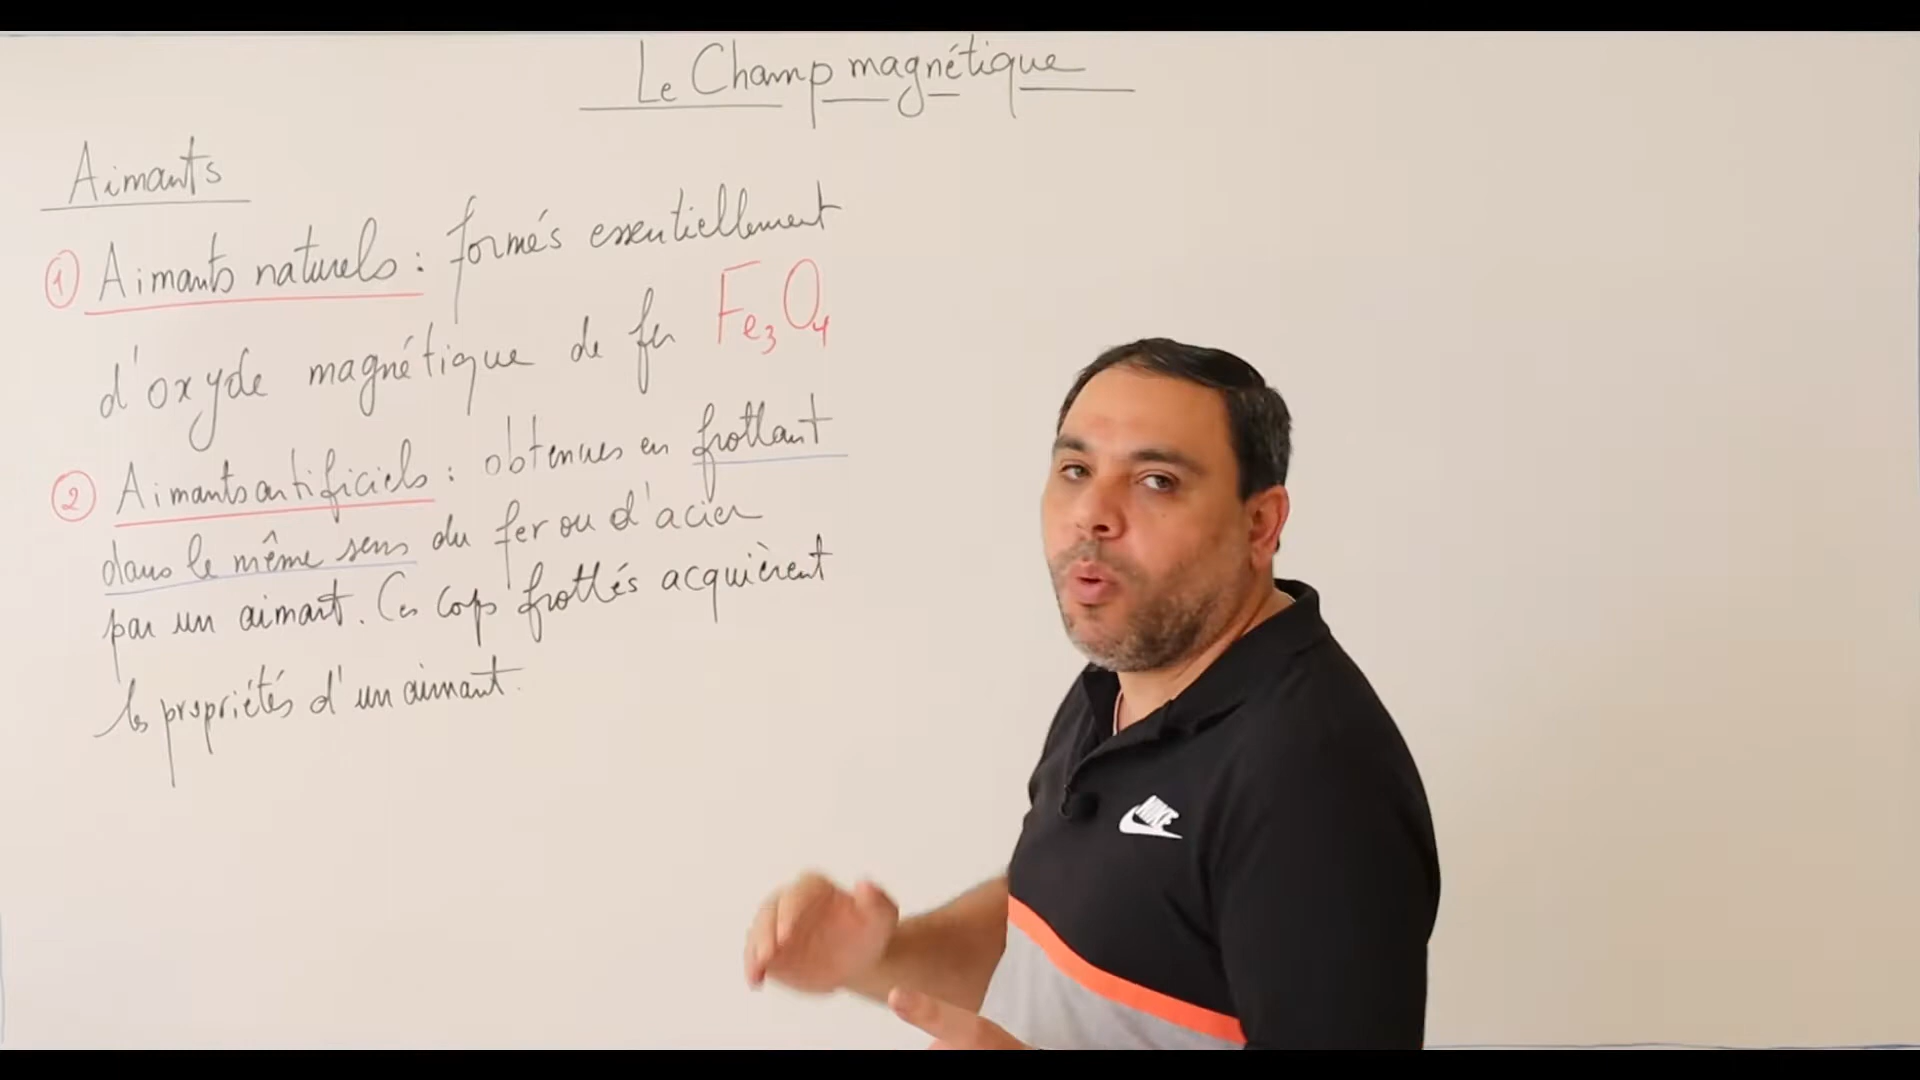 Le Champ magnétique
Aimants
① Aimants naturels : formés essentiellement
d'oxyde magnétique de fer Fe₃O₄
② Aimants artificiels : obtenues en frottant
dans le même sens du fer ou d'acier
par un aimant. Ces cops frottés acquièrent
les propriétés d'un aimant.
NIKE